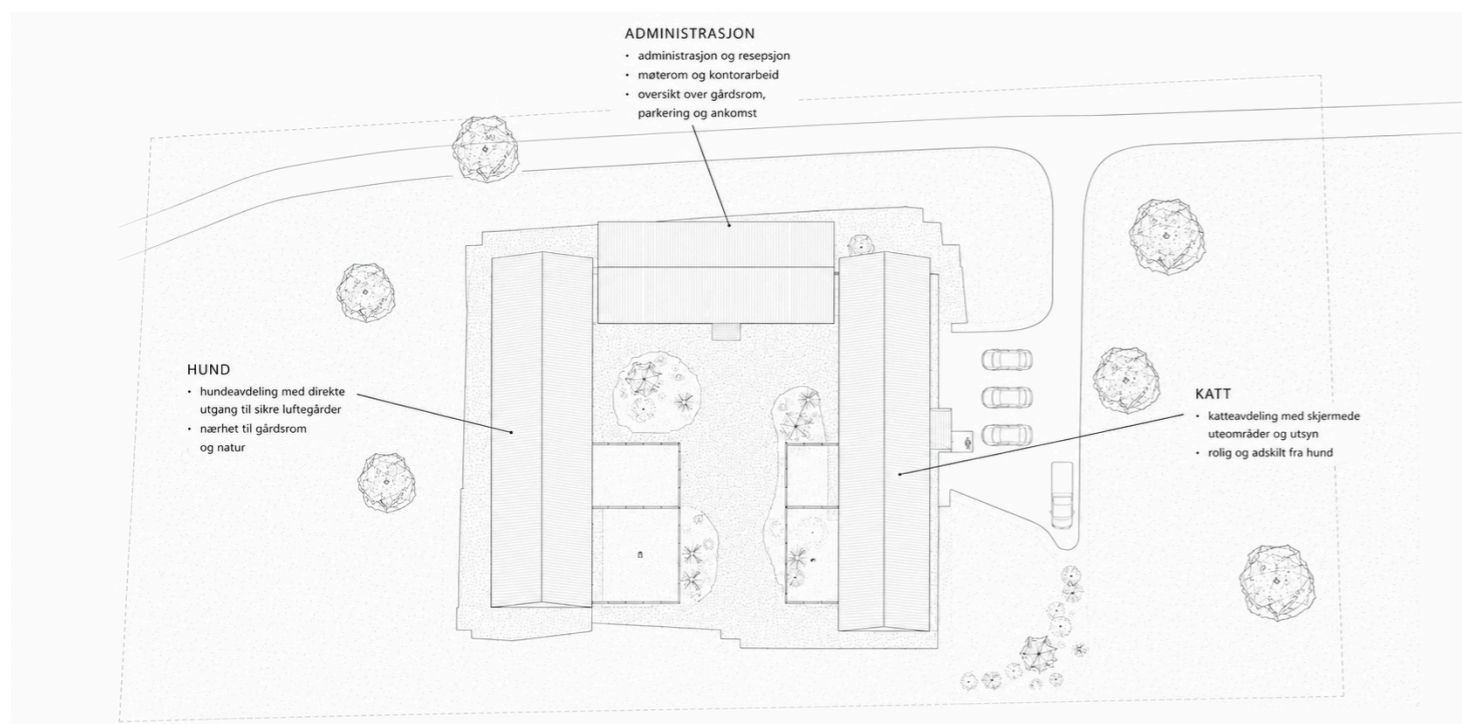 ADMINISTRASJON
• administrasjon og resepsjon
• møterom og kontorarbeid
• oversikt over gårdsrom,
parkering og ankomst
HUND
• hundeavdeling med direkte
utgang til sikre luftegårder
• nærhet til gårdsrom
og natur
KATT
• katteavdeling med skjermede
uteområder og utsyn
• rolig og adskilt fra hund